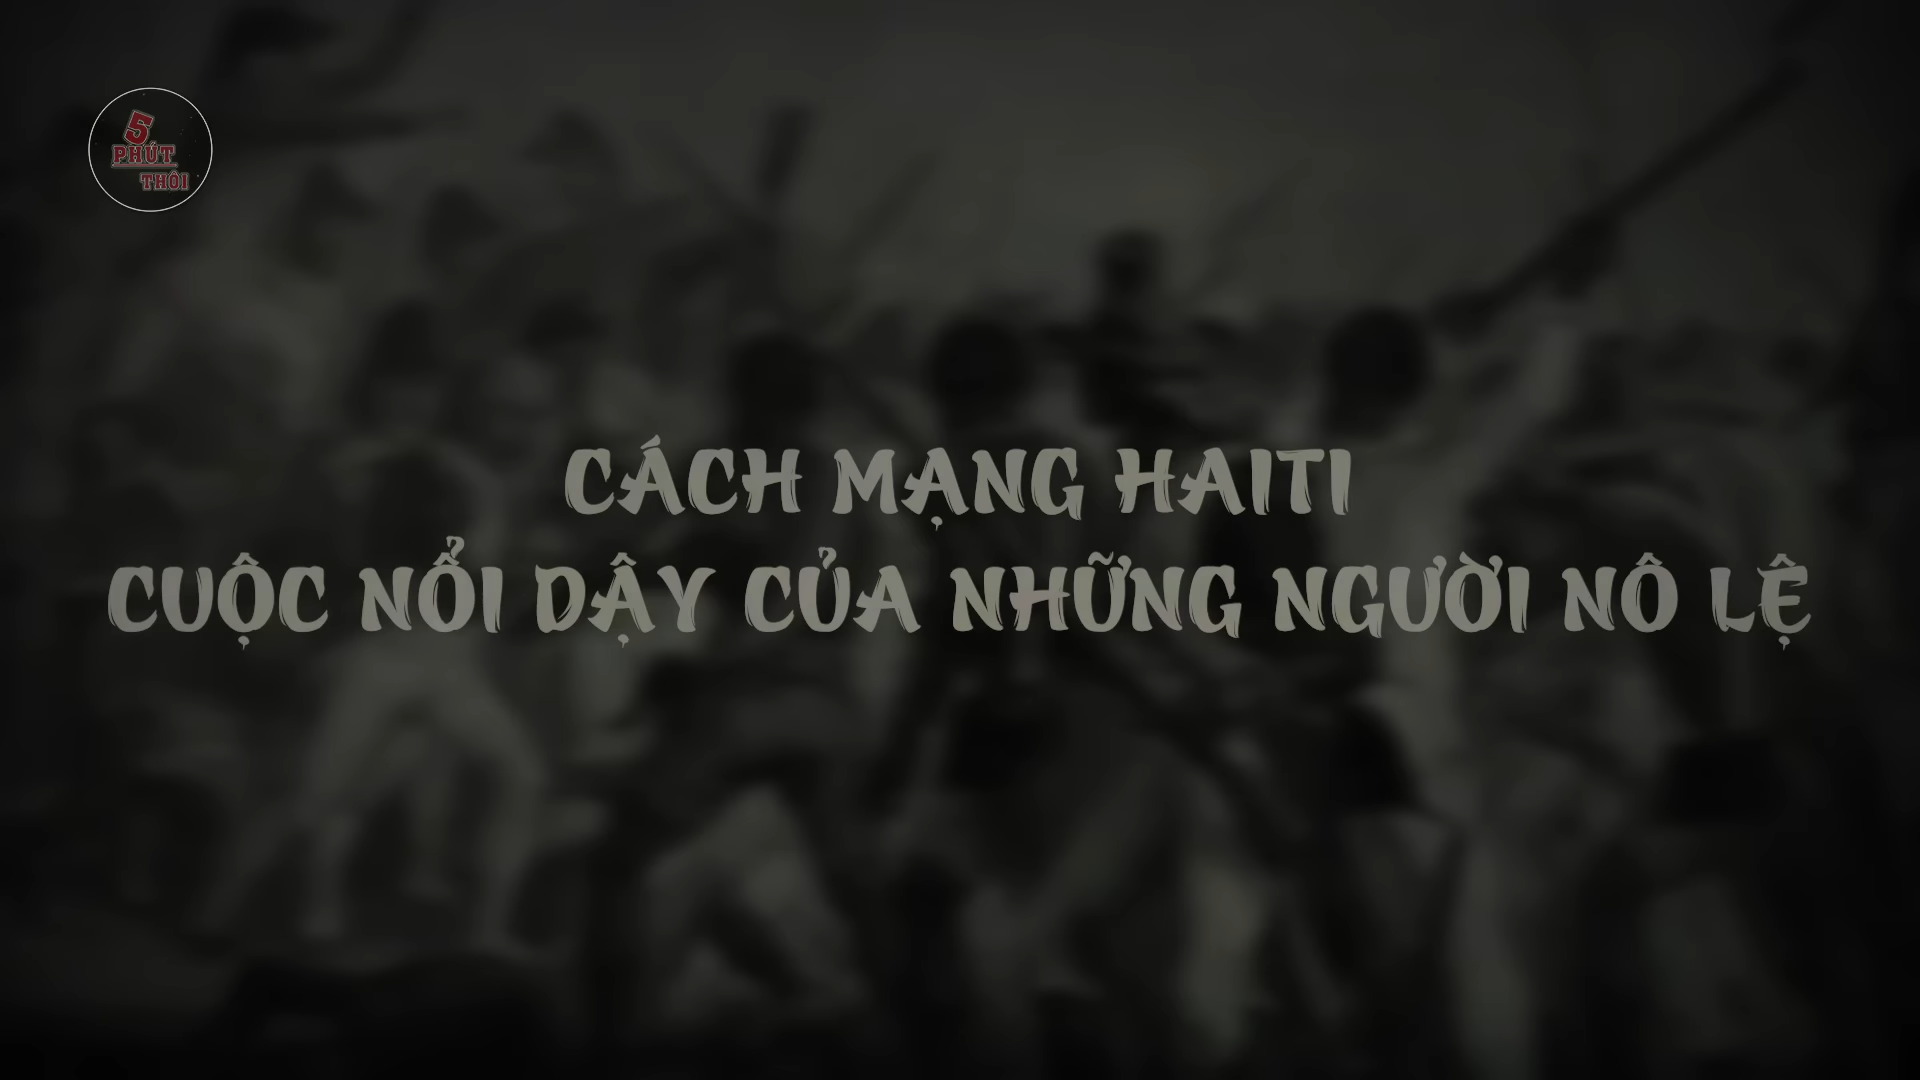 5
PHÚT
THÔI
CÁCH MẠNG HAITI
CUỘC NỔI DẬY CỦA NHỮNG NGƯỜI NÔ LỆ